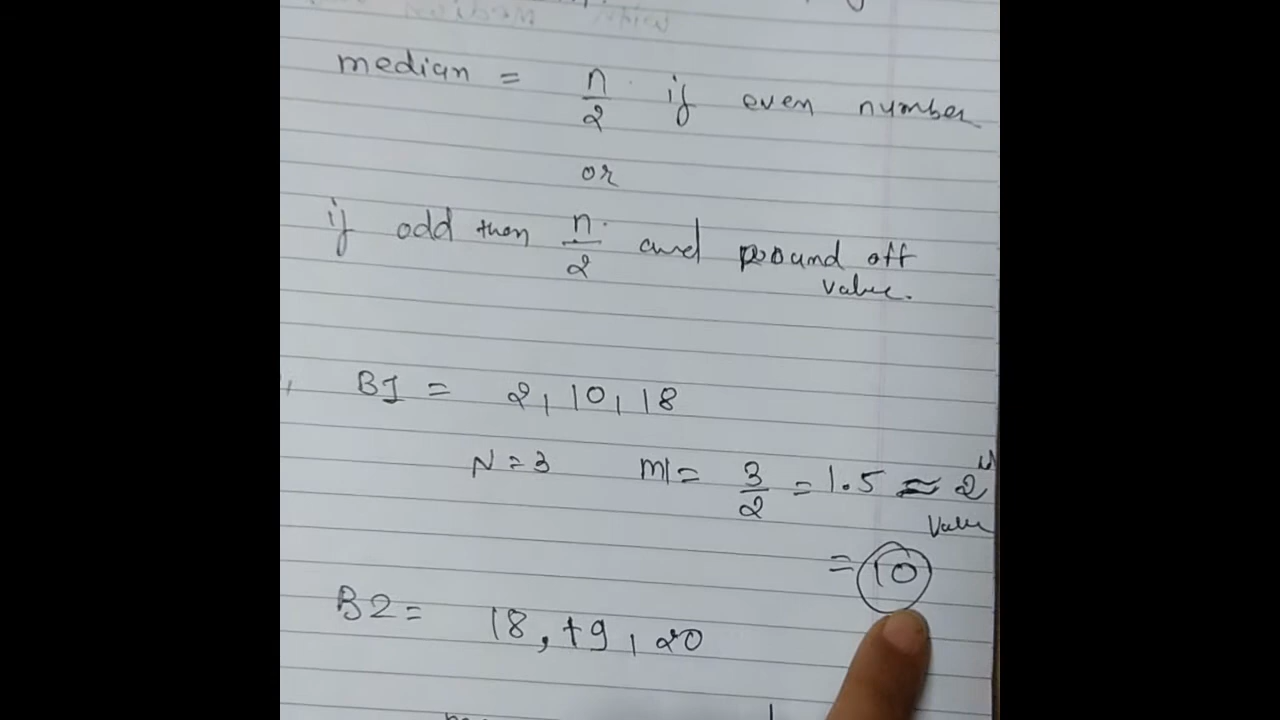 median = n/2 if even number
or
if odd then n/2 and round off
value.
B1 = 2, 10, 18
N = 3 M = 3/2 = 1.5 ≈ 2
Value
= 10
B2 = 18, 19, 20